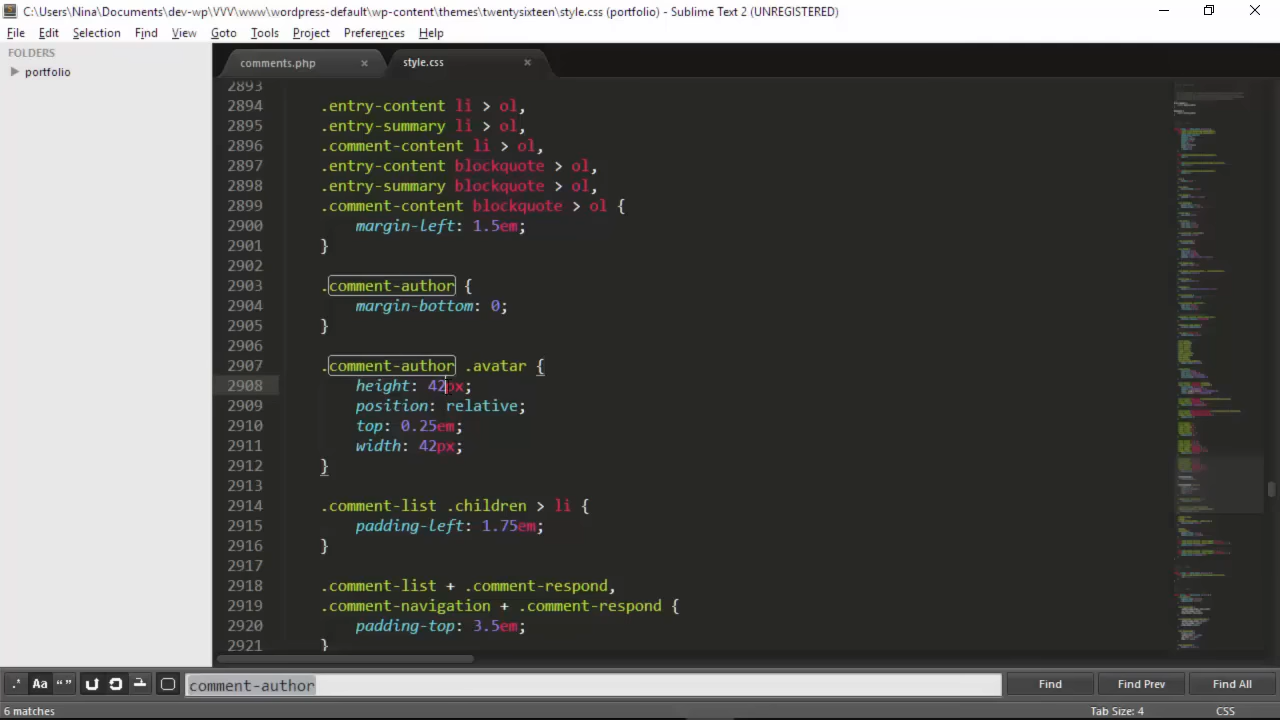 C:\Users\Nina\Documents\dev-wp\VVV\www\wordpress-default\wp-content\themes\twentysixteen\style.css (portfolio) - Sublime Text 2 (UNREGISTERED)
File Edit Selection Find View Goto Tools Project Preferences Help
FOLDERS
portfolio
comments.php
style.css
2893
2894 .entry-content li > ol,
2895 .entry-summary li > ol,
2896 .comment-content li > ol,
2897 .entry-content blockquote > ol,
2898 .entry-summary blockquote > ol,
2899 .comment-content blockquote > ol {
2900 margin-left: 1.5em;
2901 }
2902
2903 .comment-author {
2904 margin-bottom: 0;
2905 }
2906
2907 .comment-author .avatar {
2908 height: 42px;
2909 position: relative;
2910 top: 0.25em;
2911 width: 42px;
2912 }
2913
2914 .comment-list .children > li {
2915 padding-left: 1.75em;
2916 }
2917
2918 .comment-list + .comment-respond,
2919 .comment-navigation + .comment-respond {
2920 padding-top: 3.5em;
2921 }
.* Aa “” comment-author Find Find Prev Find All
6 matches Tab Size: 4 CSS